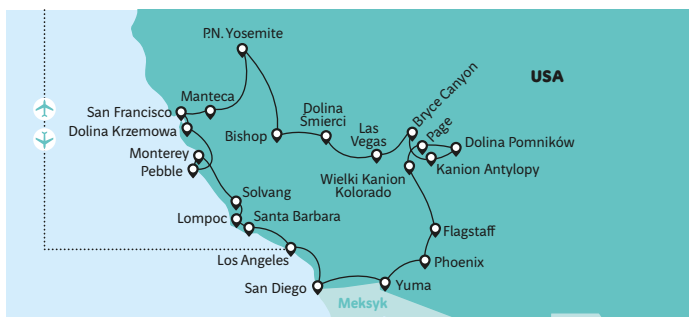 P.N. Yosemite
USA
Bryce Canyon
Manteca
San Francisco
Dolina
Śmierci
Page
Dolina Krzemowa
Bishop
Las
Vegas
Dolina Pomników
Monterey
Pebble
Wielki Kanion
Kolorado
Kanion Antylopy
Solvang
Lompoc
Santa Barbara
Flagstaff
Los Angeles
Phoenix
San Diego
Yuma
Meksyk